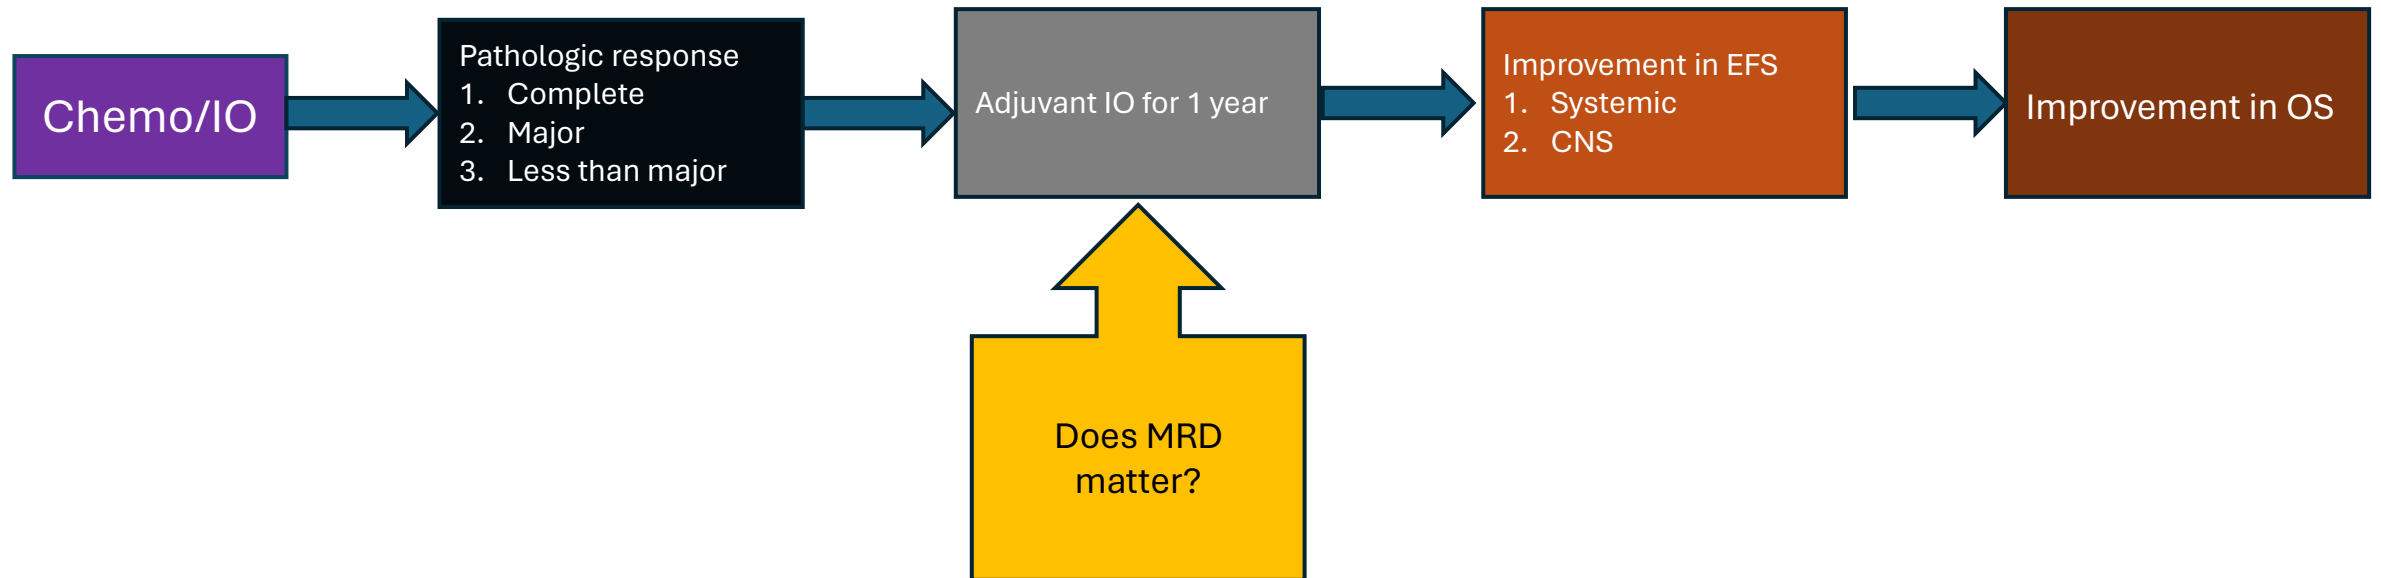 Chemo/IO
Pathologic response
1. Complete
2. Major
3. Less than major
Adjuvant IO for 1 year
Improvement in EFS
1. Systemic
2. CNS
Improvement in OS
Does MRD
matter?